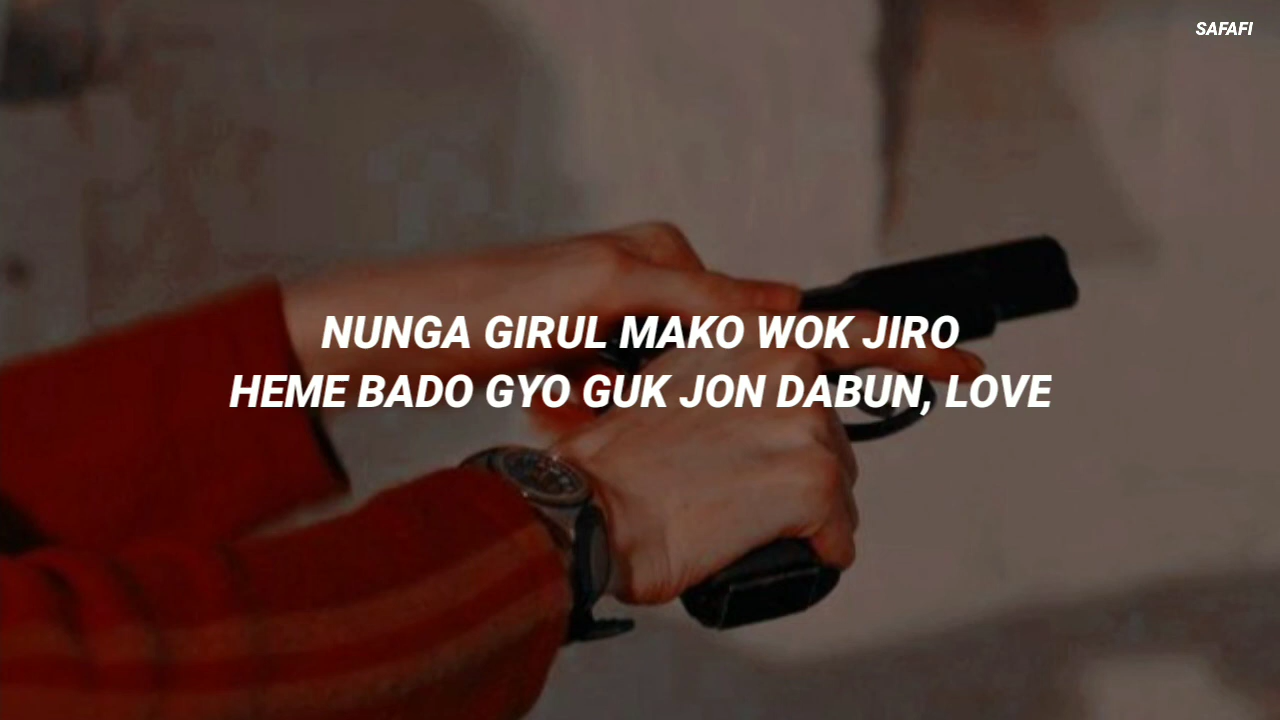 SAFAFI
NUNGA GIRUL MAKO WOK JIRO
HEME BADO GYO GUK JON DABUN, LOVE